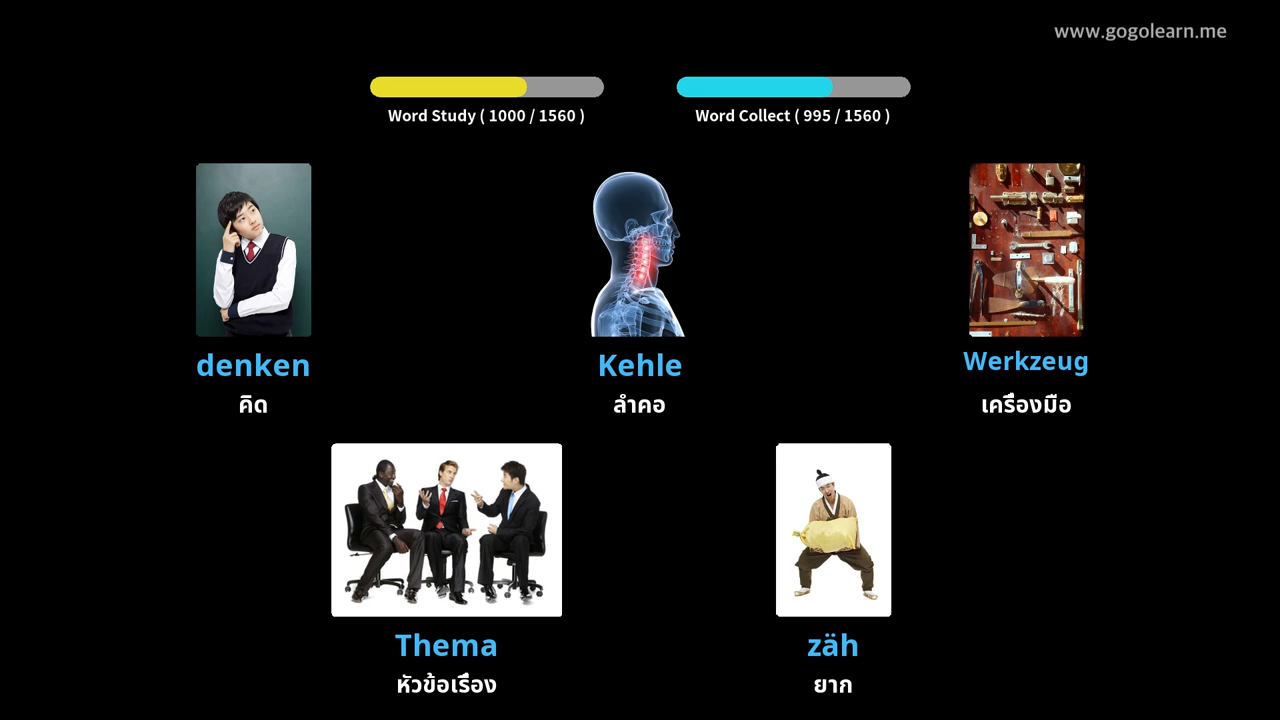 www.gogolearn.me
Word Study ( 1000 / 1560 )
Word Collect ( 995 / 1560 )
denken
คิด
Kehle
ลำคอ
Werkzeug
เครื่องมือ
Thema
หัวข้อเรื่อง
zäh
ยาก